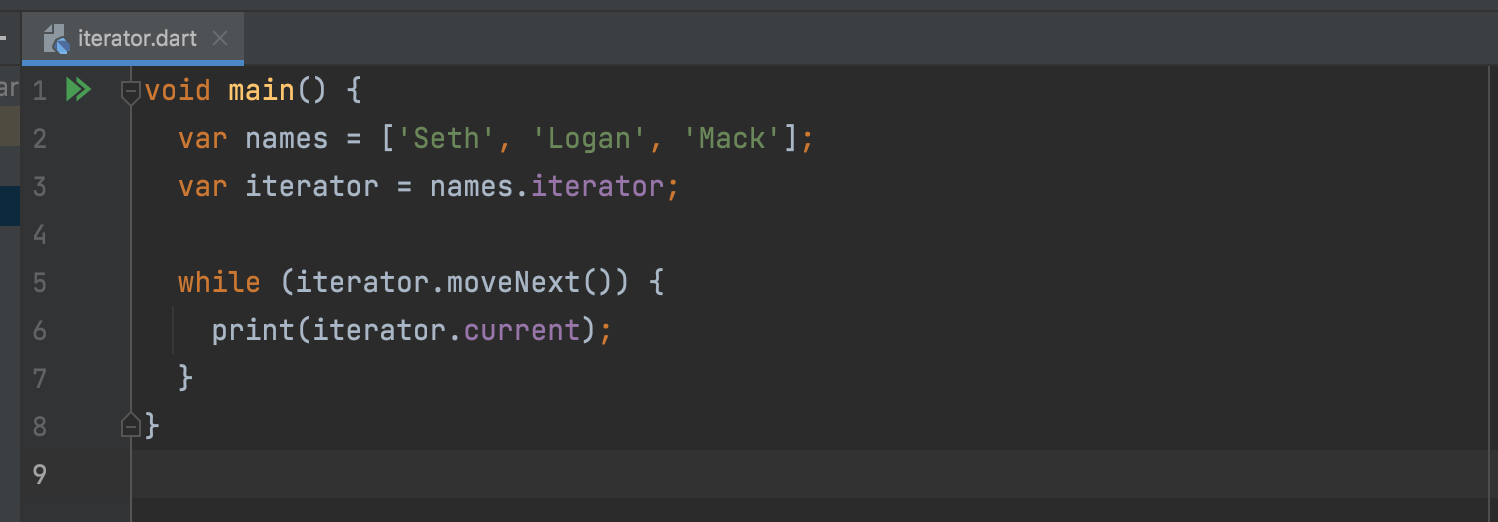 iterator.dart
ar
1 void main() {
2 var names = ['Seth', 'Logan', 'Mack'];
3 var iterator = names.iterator;
4
5 while (iterator.moveNext()) {
6 print(iterator.current);
7 }
8 }
9